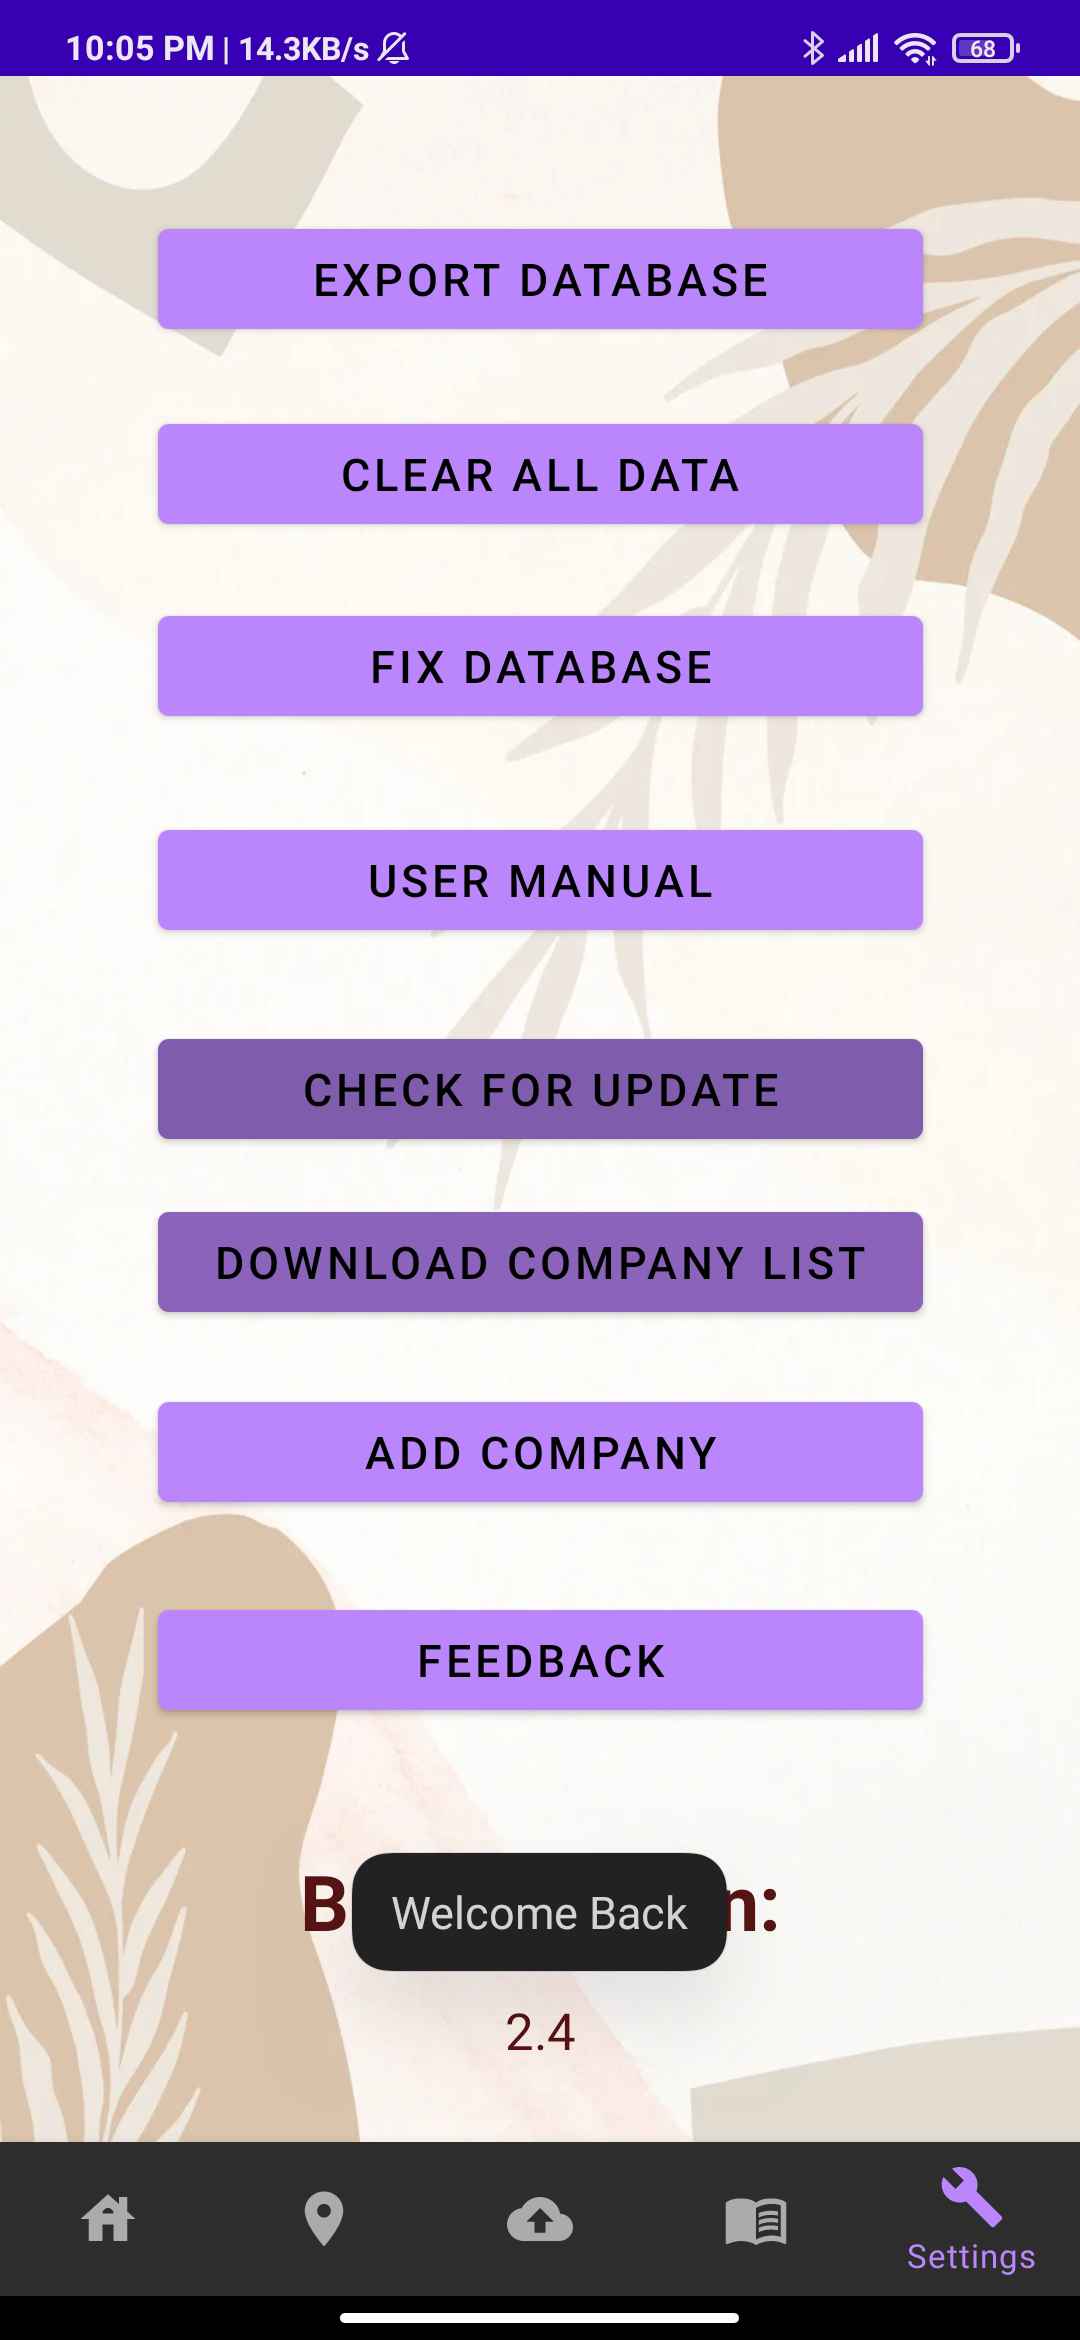 10:05 PM | 14.3KB/s 68
EXPORT DATABASE
CLEAR ALL DATA
FIX DATABASE
USER MANUAL
CHECK FOR UPDATE
DOWNLOAD COMPANY LIST
ADD COMPANY
FEEDBACK
Welcome Back
2.4
Settings